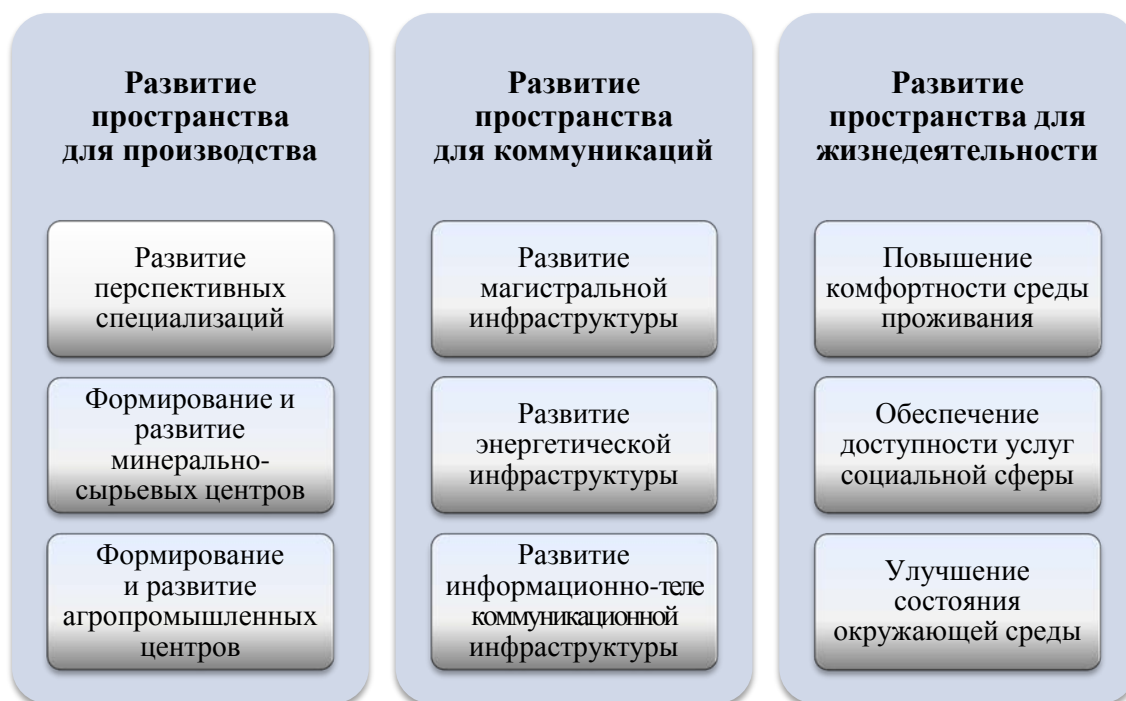 Развитие
пространства
для производства
Развитие
перспективных
специализаций
Формирование и
развитие
минерально-
сырьевых центров
Формирование
и развитие
агропромышленных
центров
Развитие
пространства
для коммуникаций
Развитие
магистральной
инфраструктуры
Развитие
энергетической
инфраструктуры
Развитие
информационно-теле
коммуникационной
инфраструктуры
Развитие
пространства для
жизнедеятельности
Повышение
комфортности среды
проживания
Обеспечение
доступности услуг
социальной сферы
Улучшение
состояния
окружающей среды